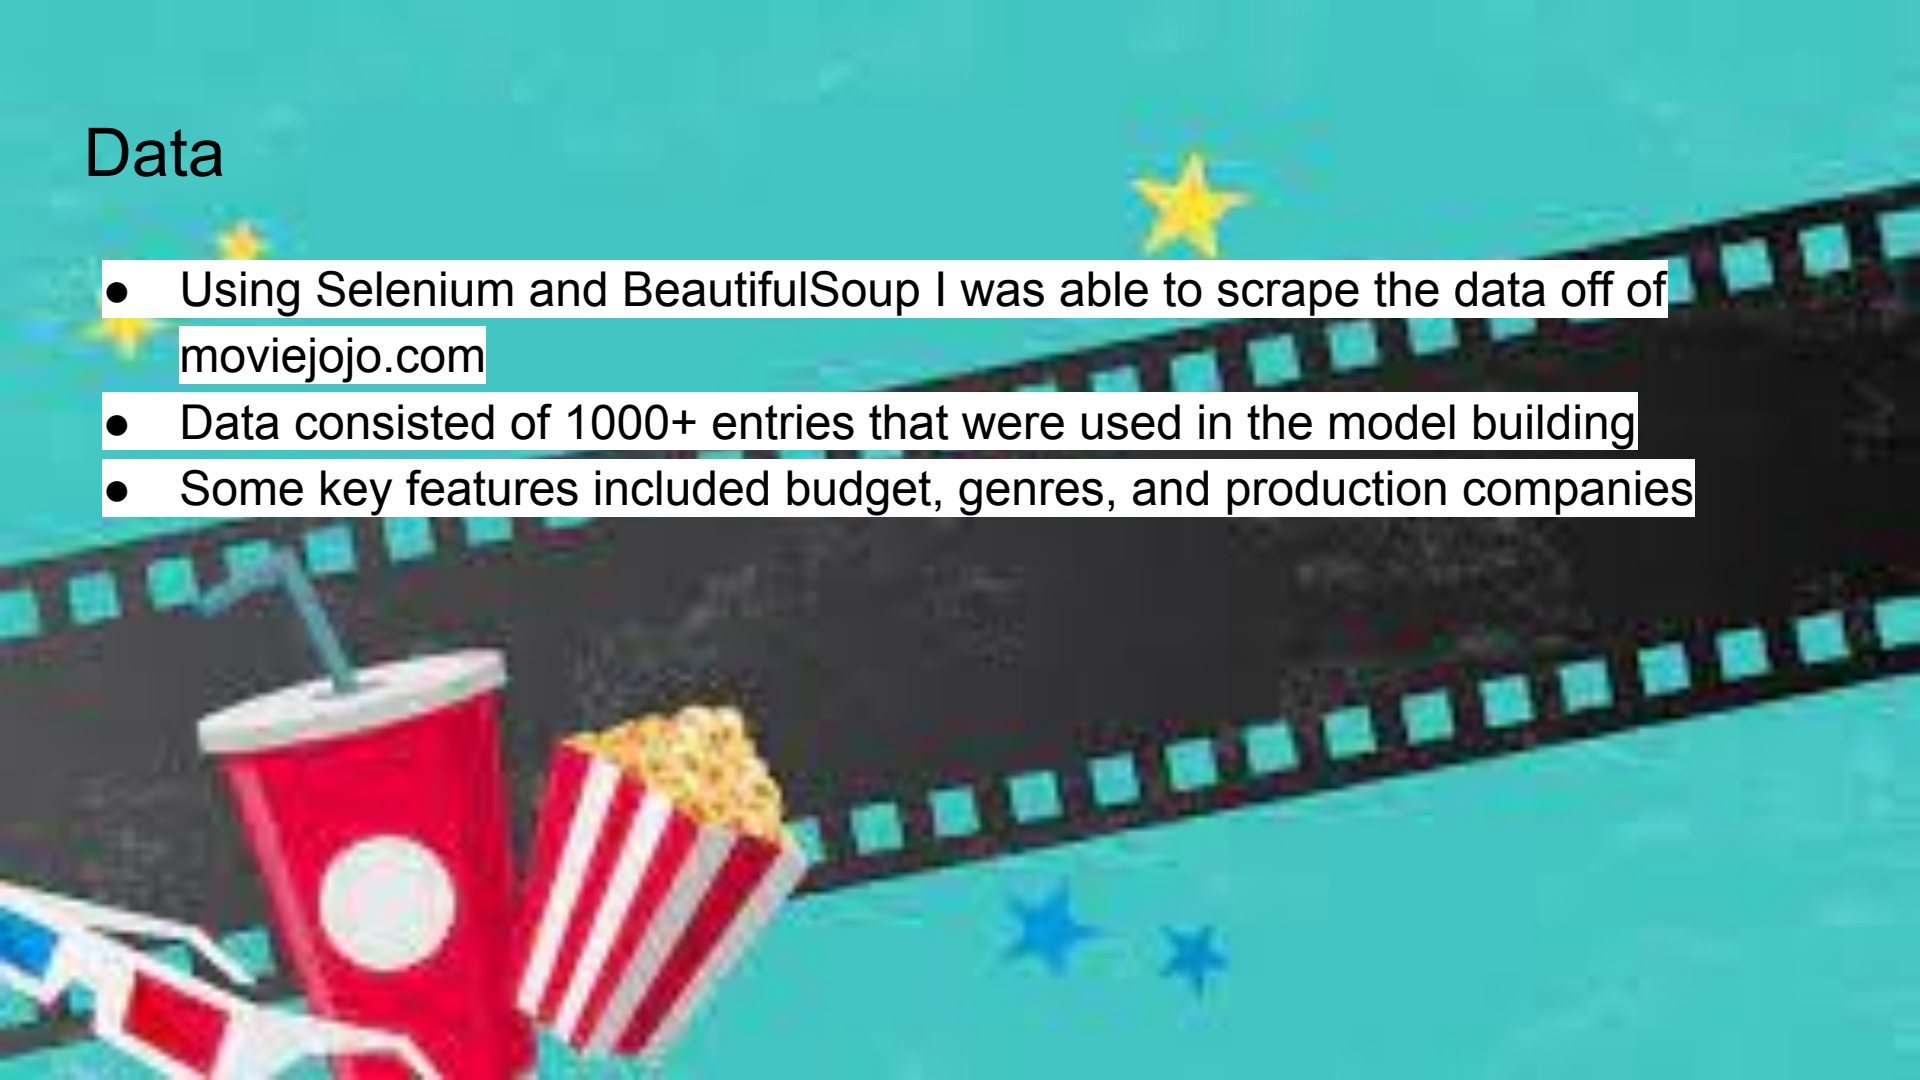 Data
● Using Selenium and BeautifulSoup I was able to scrape the data off of
moviejojo.com
● Data consisted of 1000+ entries that were used in the model building
● Some key features included budget, genres, and production companies